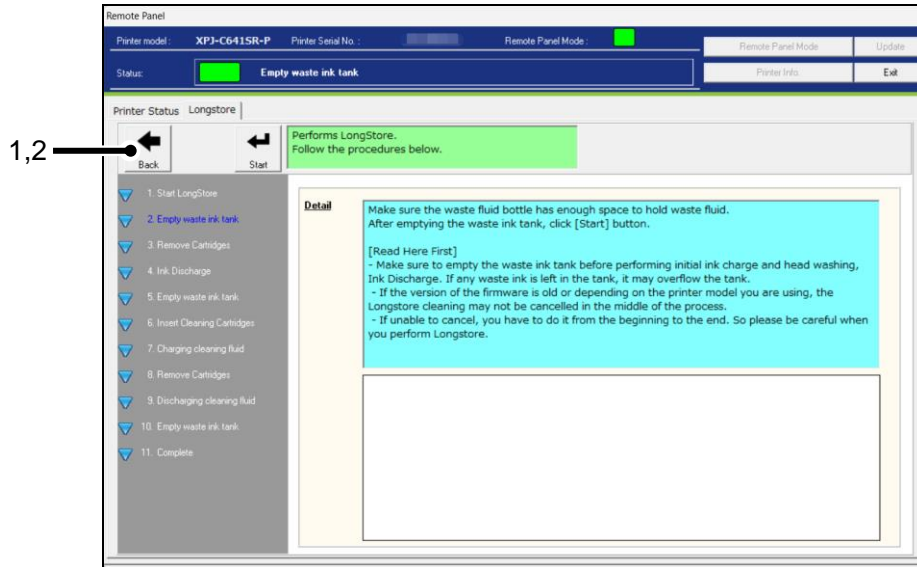 Remote Panel
Printer model : XPJ-C641SR-P Printer Serial No. : Remote Panel Mode :
Remote Panel Mode Update
Status: Empty waste ink tank
Printer Info. Exit
Printer Status Longstore
1,2
Back Start
Performs LongStore.
Follow the procedures below.
1. Start LongStore
2. Empty waste ink tank
3. Remove Cartridges
4. Ink Discharge
5. Empty waste ink tank
6. Insert Cleaning Cartridges
7. Charging cleaning fluid
8. Remove Cartridges
9. Discharging cleaning fluid
10. Empty waste ink tank
11. Complete
Detail
Make sure the waste fluid bottle has enough space to hold waste fluid.
After emptying the waste ink tank, click [Start] button.
[Read Here First]
- Make sure to empty the waste ink tank before performing initial ink charge and head washing,
Ink Discharge. If any waste ink is left in the tank, it may overflow the tank.
- If the version of the firmware is old or depending on the printer model you are using, the
Longstore cleaning may not be cancelled in the middle of the process.
- If unable to cancel, you have to do it from the beginning to the end. So please be careful when
you perform Longstore.